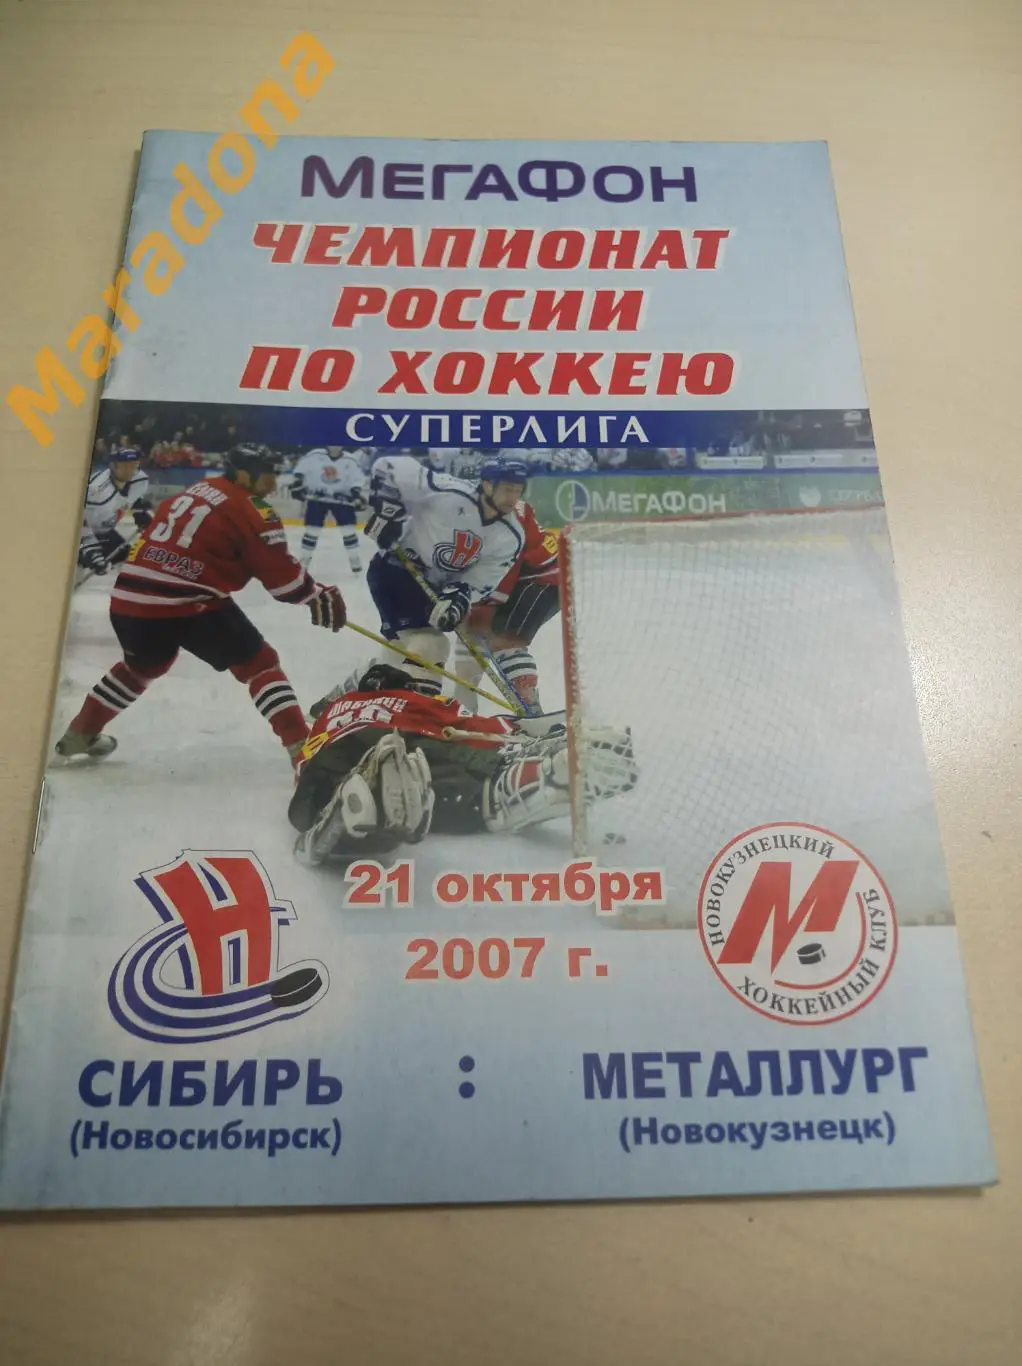 Maradona
МЕГАФОН
ЧЕМПИОНАТ
РОССИИ
ПО ХОККЕЮ
СУПЕРЛИГА
МЕГАФОН
31
ЕВРАЗ
Н
21 октября
2007 г.
НОВОКУЗНЕЦКИЙ
М
ХОККЕЙНЫЙ КЛУБ
СИБИРЬ : МЕТАЛЛУРГ
(Новосибирск) (Новокузнецк)